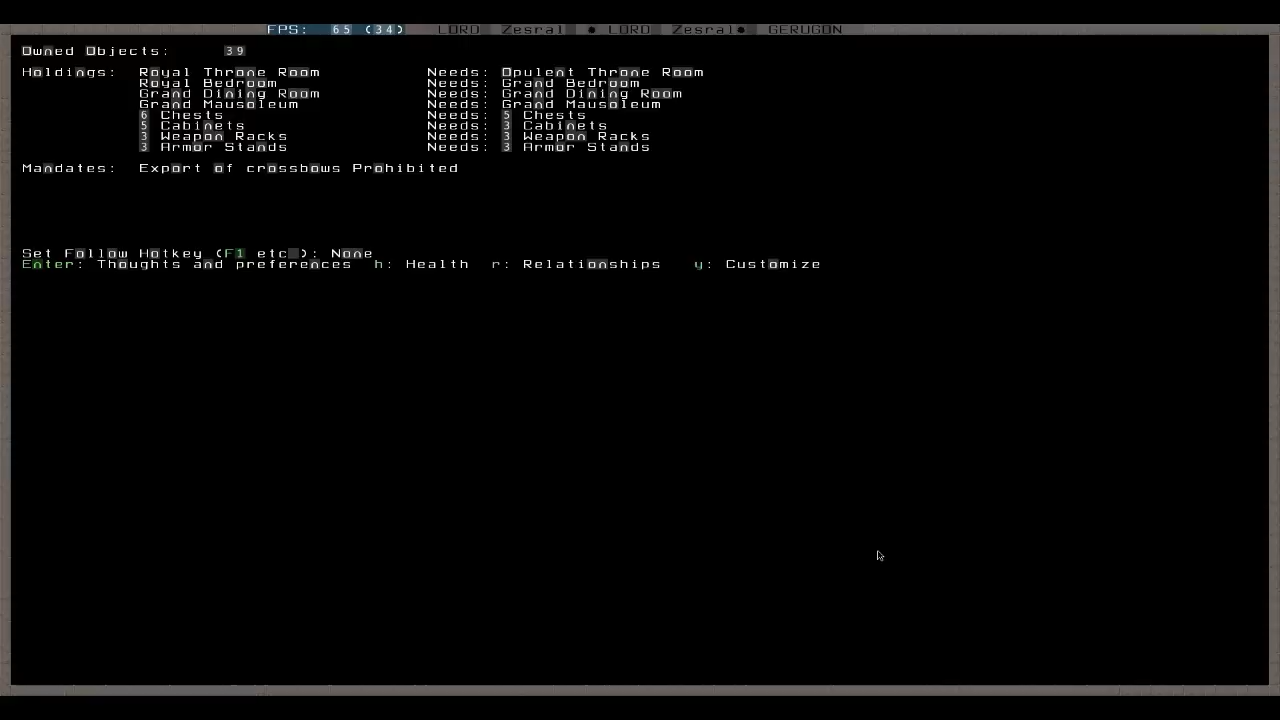 FPS: 65 (34) LORD Zesral LORD Zesral GERUGON
Owned Objects: 39
Holdings: Royal Throne Room Needs: Opulent Throne Room
Royal Bedroom Needs: Grand Bedroom
Grand Dining Room Needs: Grand Dining Room
Grand Mausoleum Needs: Grand Mausoleum
6 Chests Needs: 5 Chests
5 Cabinets Needs: 3 Cabinets
3 Weapon Racks Needs: 3 Weapon Racks
3 Armor Stands Needs: 3 Armor Stands
Mandates: Export of crossbows Prohibited
Set Follow Hotkey (F1 etc ): None
Enter: Thoughts and preferences h: Health r: Relationships y: Customize